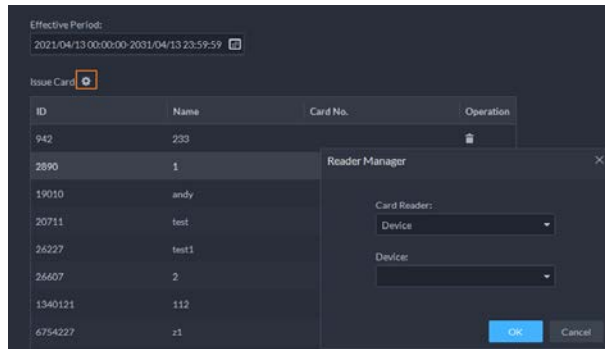 Effective Period:
2021/04/13 00:00:00-2031/04/13 23:59:59
Issue Card
ID Name Card No. Operation
942 233
2890 1
Reader Manager
19010 andy
Card Reader:
20711 test
Device
26227 test1
Device:
26607 2
1340121 112
6754227 z1
OK Cancel